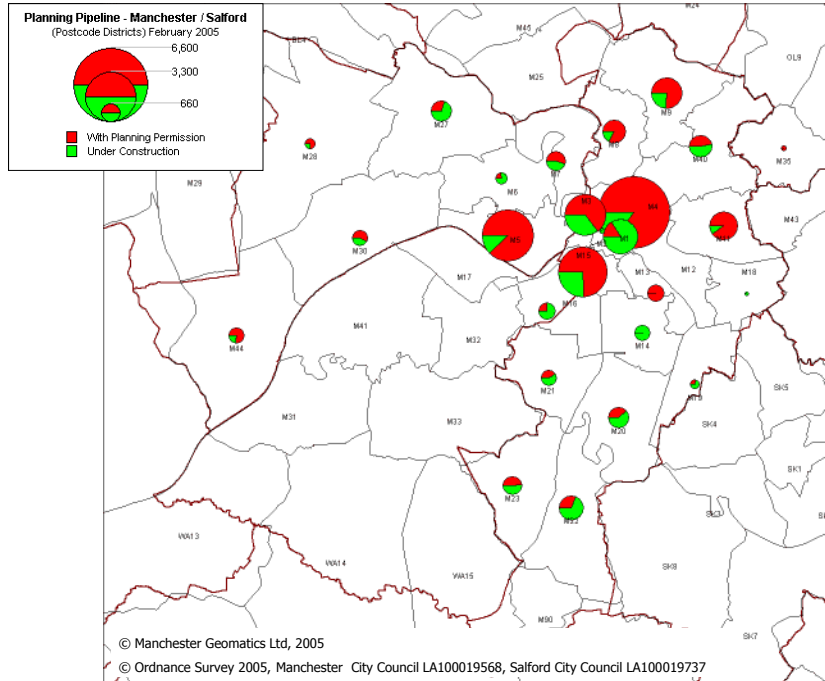 Planning Pipeline - Manchester / Salford
(Postcode Districts) February 2005
6,600
3,300
660
With Planning Permission
Under Construction
M24
M46
OL9
M25
M9
M27
M8
M40
M35
M28
M7
M29
M6
M4
M43
M5
M1
M30
M15
M17
M13
M12
M18
M16
M41
M32
M14
M44
M21
M19
SK5
M31
M33
M20
SK4
SK1
M23
M22
SK3
WA13
WA14
WA15
SK8
M90
SK7
© Manchester Geomatics Ltd, 2005
© Ordnance Survey 2005, Manchester City Council LA100019568, Salford City Council LA100019737